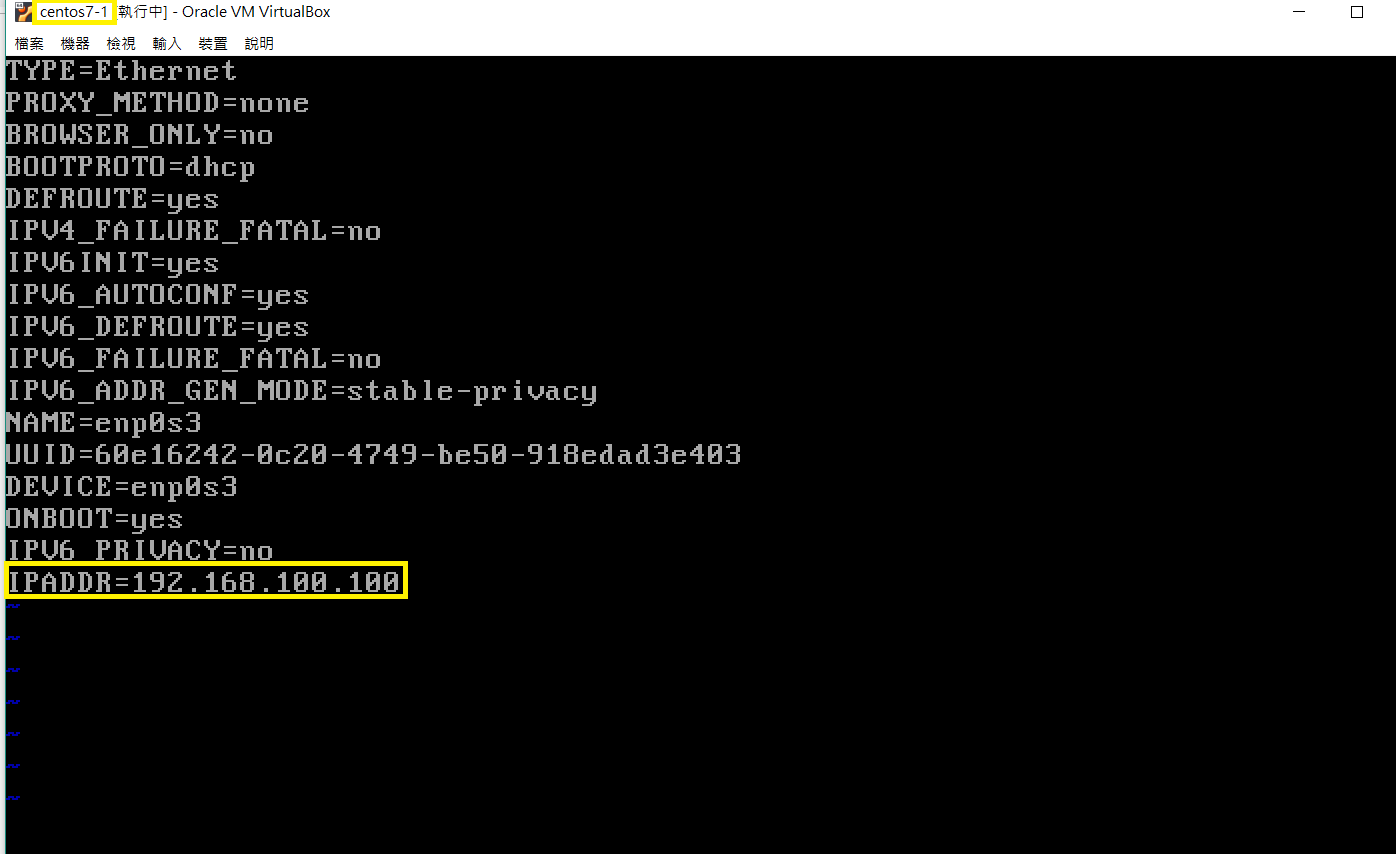 centos7-1 [執行中] - Oracle VM VirtualBox
檔案 機器 檢視 輸入 裝置 說明
TYPE=Ethernet
PROXY_METHOD=none
BROWSER_ONLY=no
BOOTPROTO=dhcp
DEFROUTE=yes
IPV4_FAILURE_FATAL=no
IPV6INIT=yes
IPV6_AUTOCONF=yes
IPV6_DEFROUTE=yes
IPV6_FAILURE_FATAL=no
IPV6_ADDR_GEN_MODE=stable-privacy
NAME=enp0s3
UUID=60e16242-0c20-4749-be50-918edad3e403
DEVICE=enp0s3
ONBOOT=yes
IPV6_PRIVACY=no
IPADDR=192.168.100.100
~
~
~
~
~
~
~